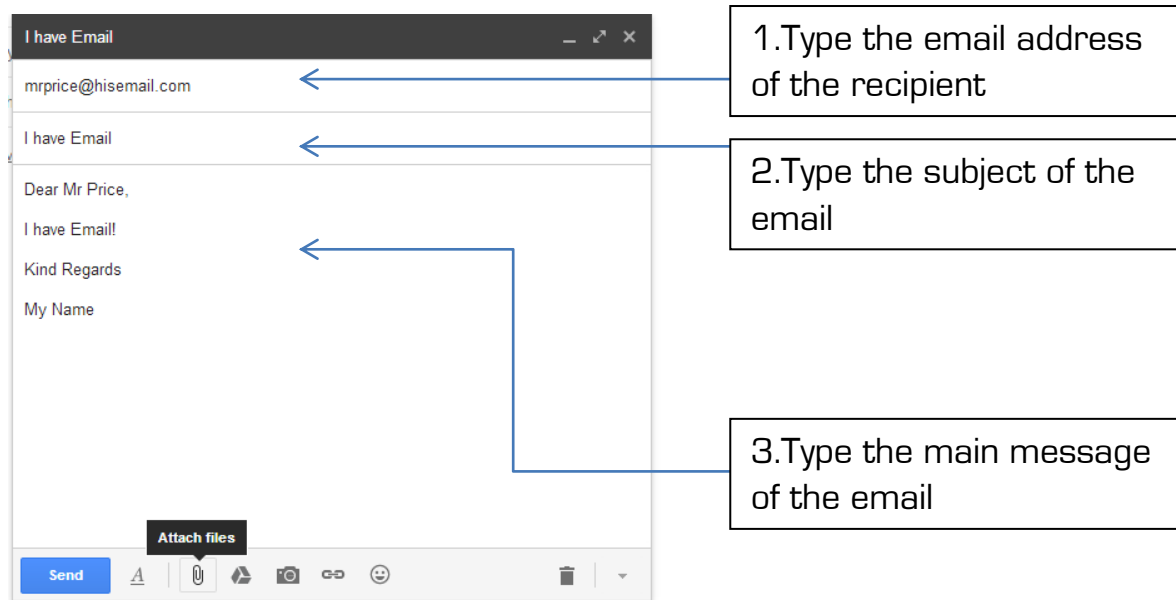 I have Email
mrprice@hisemail.com
I have Email
Dear Mr Price,
I have Email!
Kind Regards
My Name
Attach files
Send
A
1.Type the email address
of the recipient
2.Type the subject of the
email
3.Type the main message
of the email